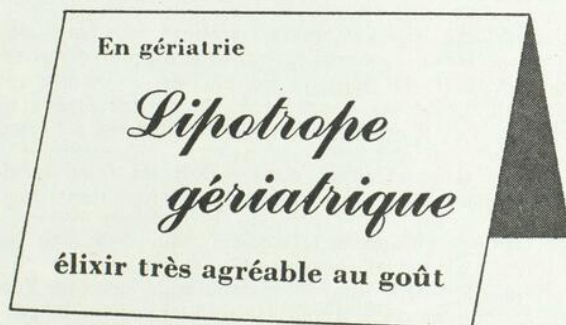 En gériatrie
Lipotrope
gériatrique
élixir très agréable au goût